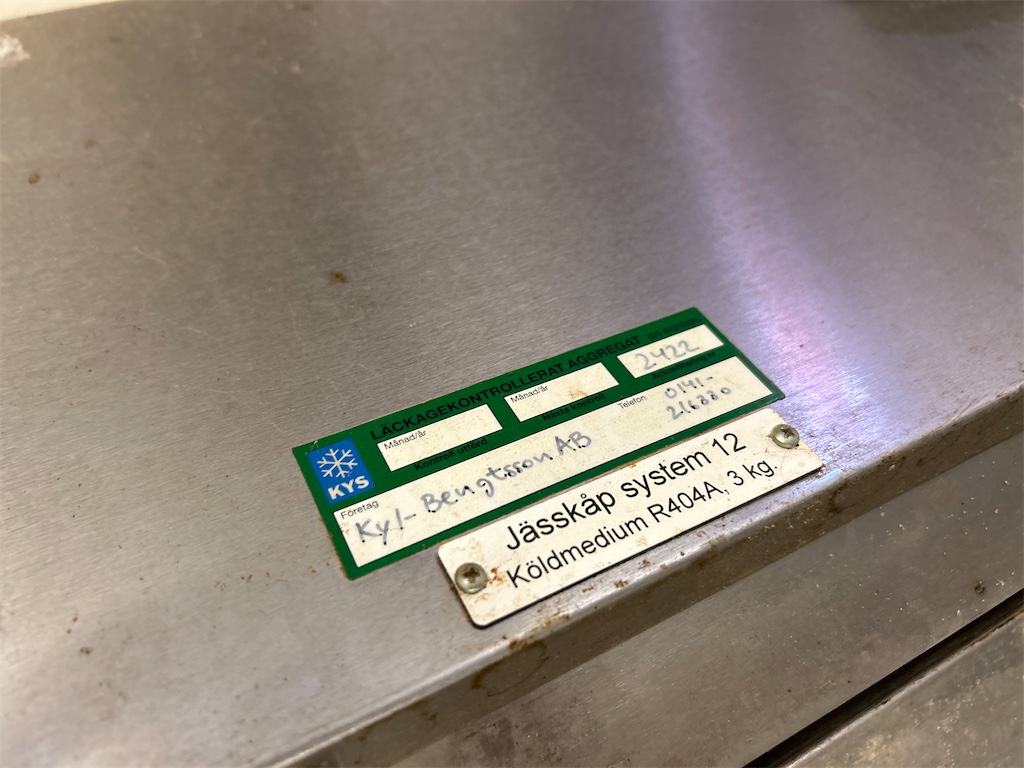 LÄCKAGEKONTROLLERAT AGGREGAT
2422
Månad/år
Månad/år
Kontroll utförd
Nästa kontroll
KYS
Företag
Kyl-Bengtsson AB
Telefon
0141-
216880
Jässkåp system 12
Köldmedium R404A, 3 kg.